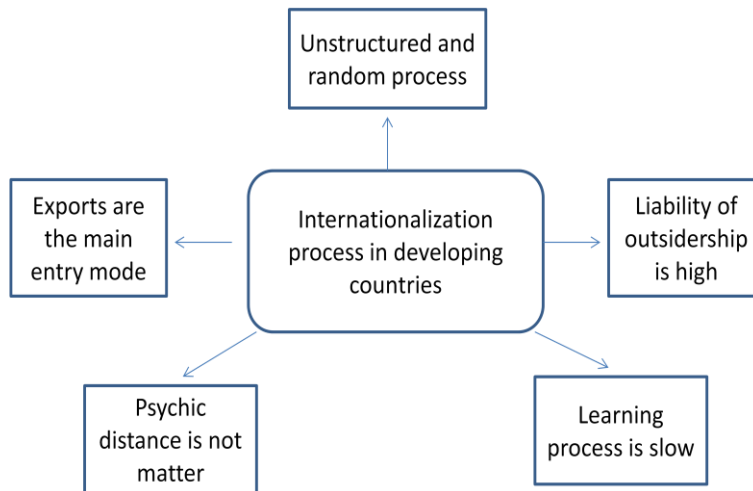 Unstructured and
random process
Exports are
the main
entry mode
Internationalization
process in developing
countries
Liability of
outsidership
is high
Psychic
distance is not
matter
Learning
process is slow